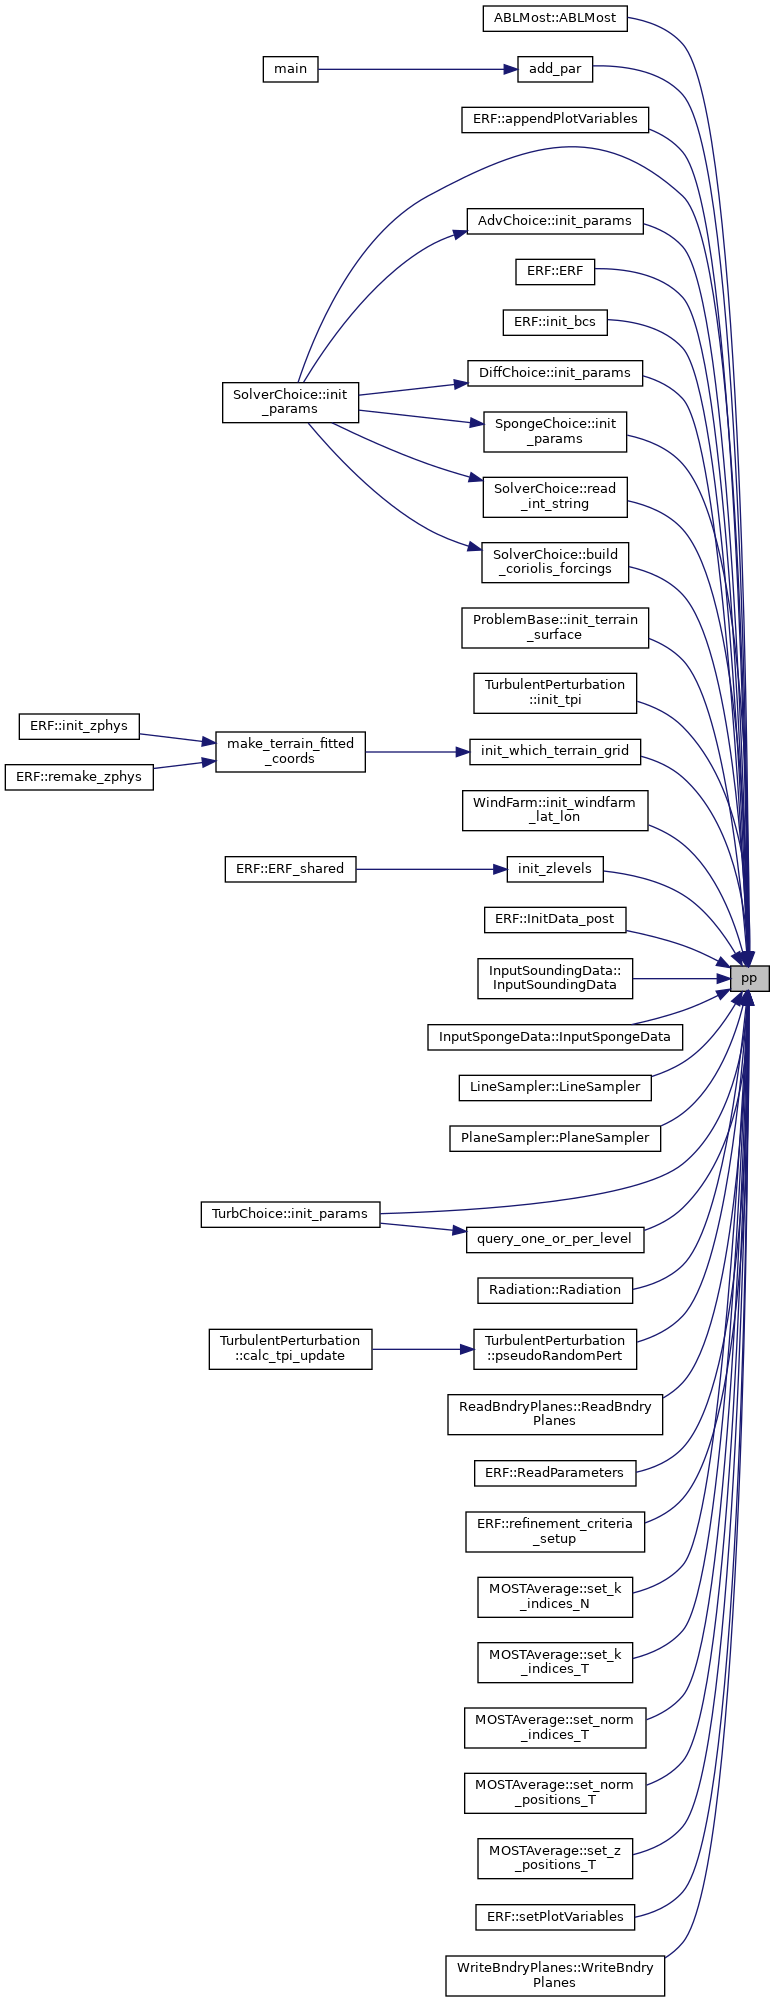 ABLMost::ABLMost
main
add_par
ERF::appendPlotVariables
AdvChoice::init_params
ERF::ERF
ERF::init_bcs
DiffChoice::init_params
SolverChoice::init
_params
SpongeChoice::init
_params
SolverChoice::read
_int_string
SolverChoice::build
_coriolis_forcings
ProblemBase::init_terrain
_surface
TurbulentPerturbation
::init_tpi
ERF::init_zphys
make_terrain_fitted
_coords
init_which_terrain_grid
ERF::remake_zphys
WindFarm::init_windfarm
_lat_lon
ERF::ERF_shared
init_zlevels
ERF::InitData_post
InputSoundingData::
InputSoundingData
pp
InputSpongeData::InputSpongeData
LineSampler::LineSampler
PlaneSampler::PlaneSampler
TurbChoice::init_params
query_one_or_per_level
Radiation::Radiation
TurbulentPerturbation
::calc_tpi_update
TurbulentPerturbation
::pseudoRandomPert
ReadBndryPlanes::ReadBndry
Planes
ERF::ReadParameters
ERF::refinement_criteria
_setup
MOSTAverage::set_k
_indices_N
MOSTAverage::set_k
_indices_T
MOSTAverage::set_norm
_indices_T
MOSTAverage::set_norm
_positions_T
MOSTAverage::set_z
_positions_T
ERF::setPlotVariables
WriteBndryPlanes::WriteBndry
Planes